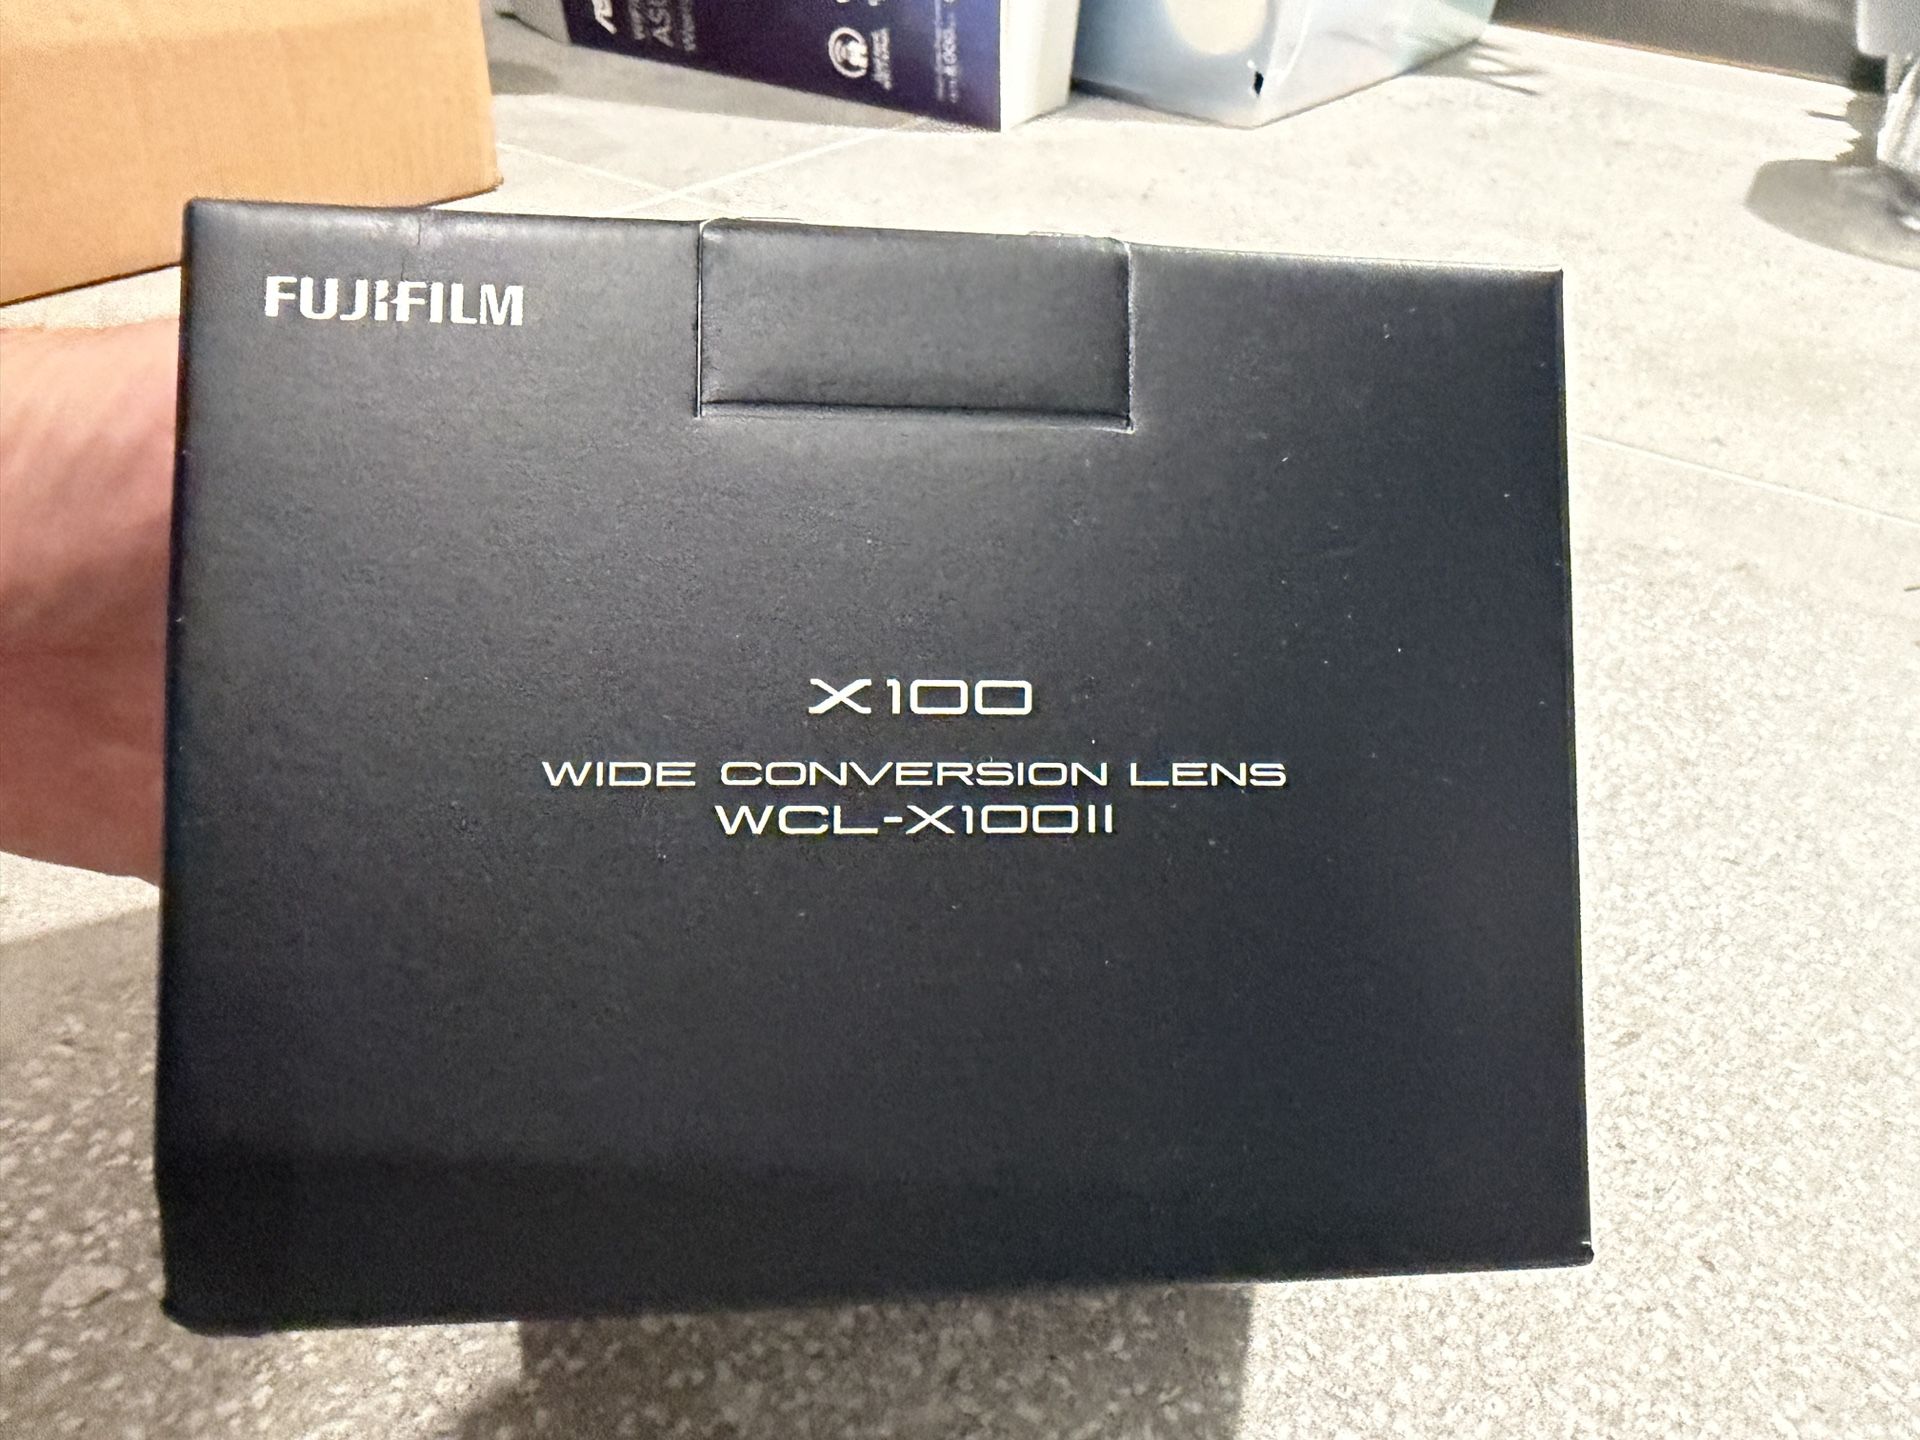 FUJIFILM
X100
WIDE CONVERSION LENS
WCL-X100II